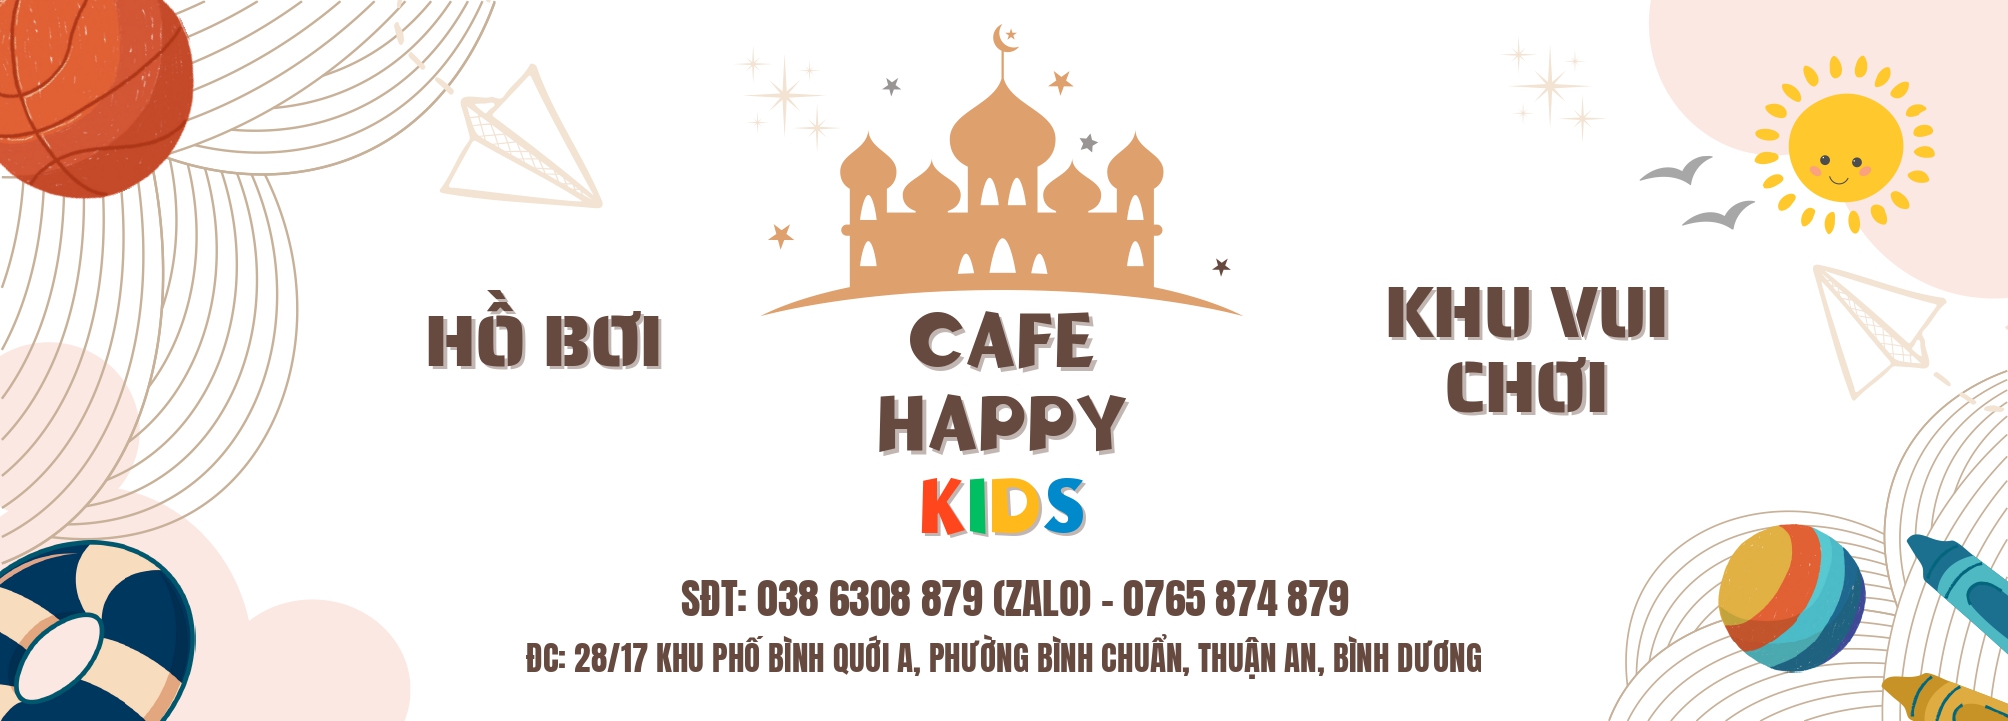 HỒ BƠI
CAFE
HAPPY
KIDS
KHU VUI
CHƠI
SĐT: 038 6308 879 (ZALO) - 0765 874 879
ĐC: 28/17 KHU PHỐ BÌNH QUỚI A, PHƯỜNG BÌNH CHUẨN, THUẬN AN, BÌNH DƯƠNG